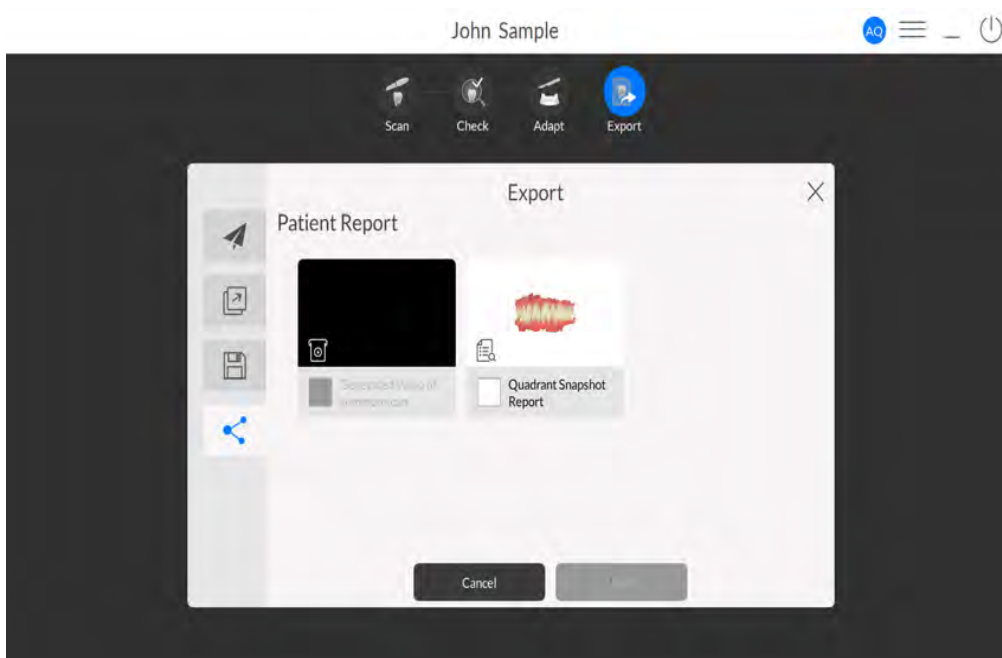 John Sample
AQ
Scan
Check
Adapt
Export
Export
Patient Report
Quadrant Snapshot
Report
Cancel